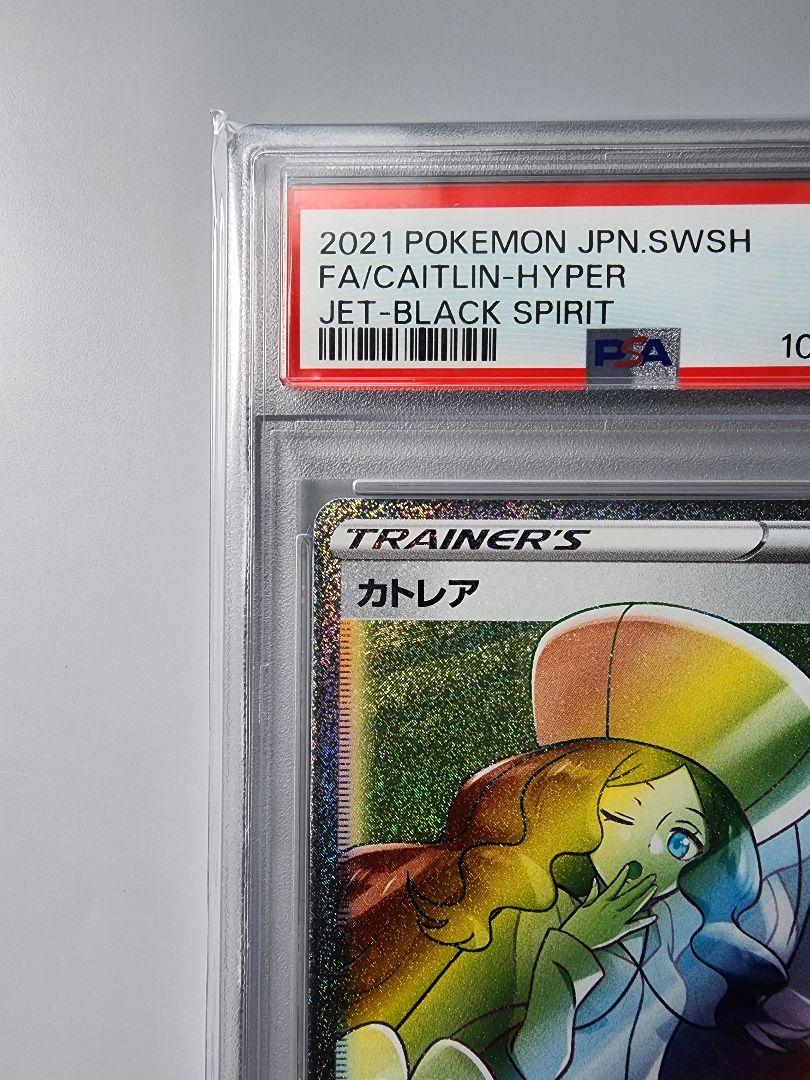 2021 POKEMON JPN.SWSH
FA/CAITLIN-HYPER
JET-BLACK SPIRIT
PSA
TRAINER'S
カトレア